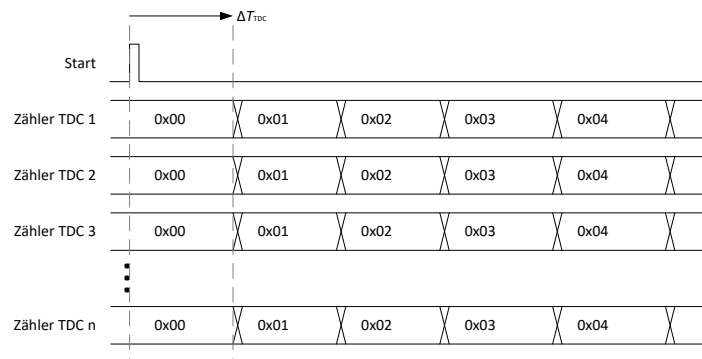 ΔT_TDC
Start
Zähler TDC 1 0x00 0x01 0x02 0x03 0x04
Zähler TDC 2 0x00 0x01 0x02 0x03 0x04
Zähler TDC 3 0x00 0x01 0x02 0x03 0x04
Zähler TDC n 0x00 0x01 0x02 0x03 0x04